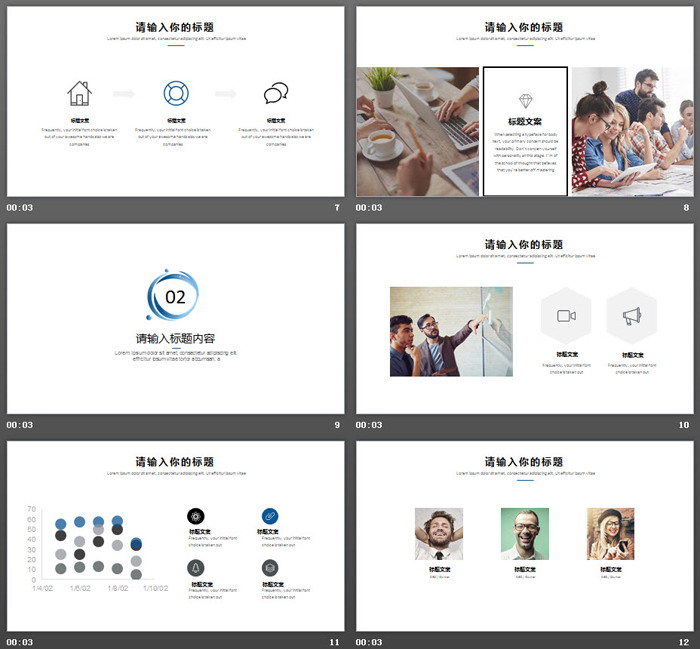 请输入你的标题
Lorem ipsum dolor sit amet, consectetur adipiscing elit. Ut efficitur ipsum vitae
标题文案
标题文案
标题文案
Frequently, your initial font choice is taken
out of your awesome hands also we are
companies
Frequently, your initial font choice is taken
out of your awesome hands also we are
companies
Frequently, your initial font choice is taken
out of your awesome hands also we are
companies
00:03
7
请输入你的标题
Lorem ipsum dolor sit amet, consectetur adipiscing elit. Ut efficitur ipsum vitae
标题文案
When selecting a typeface for body
text, your primary concern should be
readability. Don't concern yourself
with personality at this stage. I'm of
the school of thought that believes
that you're better off mastering
00:03
8
02
请输入标题内容
Lorem ipsum dolor sit amet, consectetur adipiscing elit.
efficitur ipsum vitae tortor accumsan, a
00:03
9
请输入你的标题
Lorem ipsum dolor sit amet, consectetur adipiscing elit. Ut efficitur ipsum vitae
标题文案
标题文案
Frequently, your initial font
choice is taken out
Frequently, your initial font
choice is taken out
00:03
10
请输入你的标题
Lorem ipsum dolor sit amet, consectetur adipiscing elit. Ut efficitur ipsum vitae
70
60
50
40
30
20
10
0
1/4/02
1/6/02
1/8/02
1/10/02
标题文案
Frequently, your initial font
choice is taken out
标题文案
Frequently, your initial font
choice is taken out
标题文案
Frequently, your initial font
choice is taken out
标题文案
Frequently, your initial font
choice is taken out
00:03
11
请输入你的标题
Lorem ipsum dolor sit amet, consectetur adipiscing elit. Ut efficitur ipsum vitae
标题文案
标题文案
标题文案
00:03
12